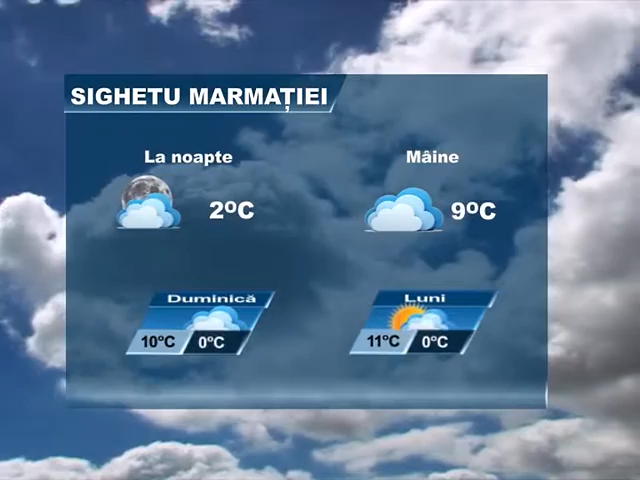 SIGHETU MARMAȚIEI
La noapte
Mâine
2ºC
9ºC
Duminică
Luni
10ºC
0ºC
11ºC
0ºC